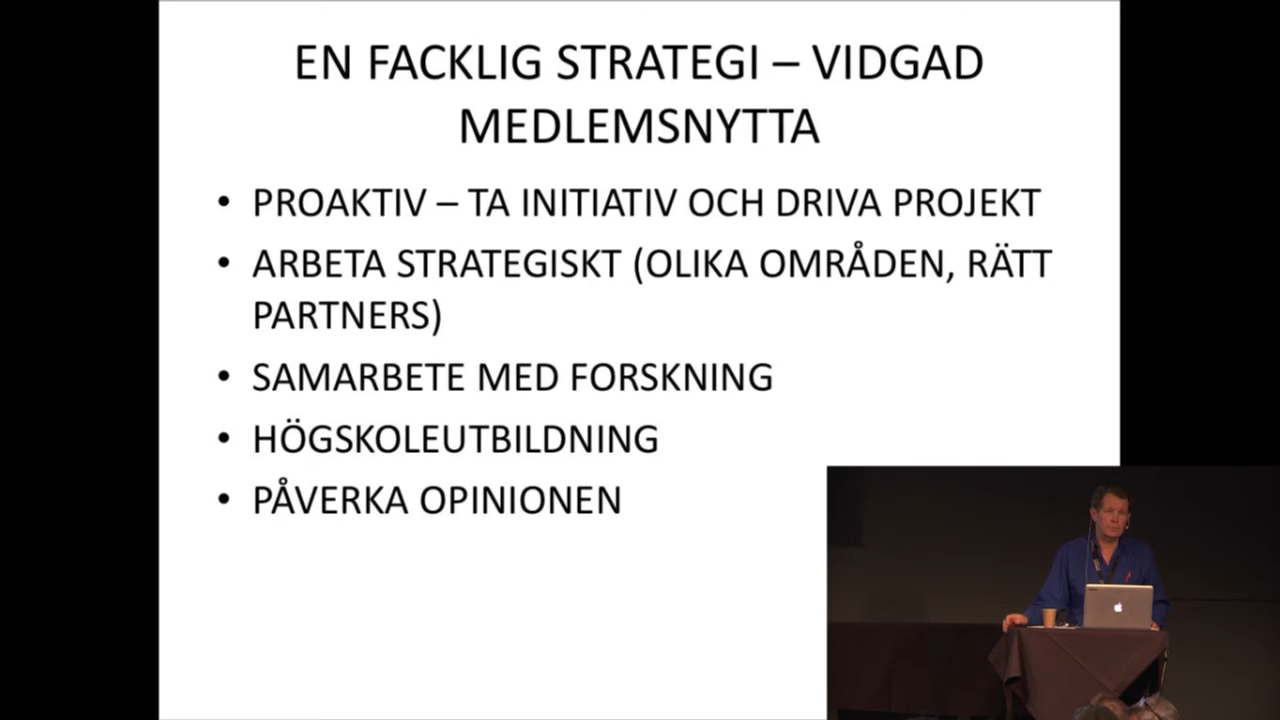 EN FACKLIG STRATEGI – VIDGAD
MEDLEMSNYTTA
• PROAKTIV – TA INITIATIV OCH DRIVA PROJEKT
• ARBETA STRATEGISKT (OLIKA OMRÅDEN, RÄTT
PARTNERS)
• SAMARBETE MED FORSKNING
• HÖGSKOLEUTBILDNING
• PÅVERKA OPINIONEN